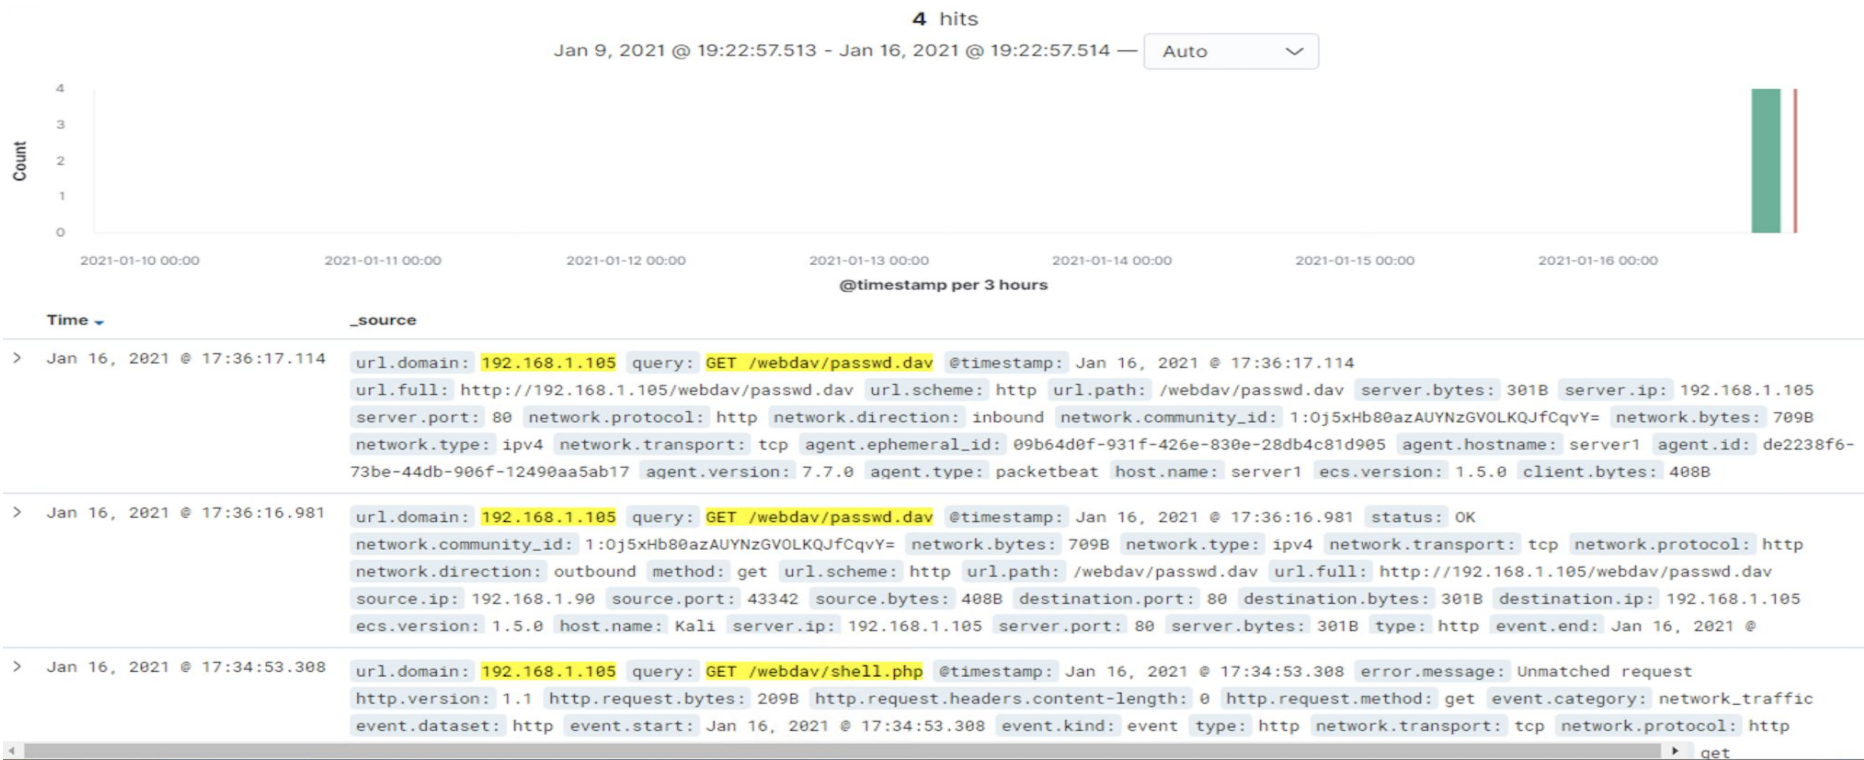 4 hits
Jan 9, 2021 @ 19:22:57.513 - Jan 16, 2021 @ 19:22:57.514 — Auto
Count
4
3
2
1
0
2021-01-10 00:00 2021-01-11 00:00 2021-01-12 00:00 2021-01-13 00:00 2021-01-14 00:00 2021-01-15 00:00 2021-01-16 00:00
@timestamp per 3 hours
Time _source
> Jan 16, 2021 @ 17:36:17.114 url.domain: 192.168.1.105 query: GET /webdav/passwd.dav @timestamp: Jan 16, 2021 @ 17:36:17.114
url.full: http://192.168.1.105/webdav/passwd.dav url.scheme: http url.path: /webdav/passwd.dav server.bytes: 301B server.ip: 192.168.1.105
server.port: 80 network.protocol: http network.direction: inbound network.community_id: 1:Oj5xHb80azAUYNzGVOLKQJfCqvY= network.bytes: 709B
network.type: ipv4 network.transport: tcp agent.ephemeral_id: 09b64d0f-931f-426e-830e-28db4c81d905 agent.hostname: server1 agent.id: de2238f6-
73be-44db-906f-12490aa5ab17 agent.version: 7.7.0 agent.type: packetbeat host.name: server1 ecs.version: 1.5.0 client.bytes: 408B
> Jan 16, 2021 @ 17:36:16.981 url.domain: 192.168.1.105 query: GET /webdav/passwd.dav @timestamp: Jan 16, 2021 @ 17:36:16.981 status: OK
network.community_id: 1:Oj5xHb80azAUYNzGVOLKQJfCqvY= network.bytes: 709B network.type: ipv4 network.transport: tcp network.protocol: http
network.direction: outbound method: get url.scheme: http url.path: /webdav/passwd.dav url.full: http://192.168.1.105/webdav/passwd.dav
source.ip: 192.168.1.90 source.port: 43342 source.bytes: 408B destination.port: 80 destination.bytes: 301B destination.ip: 192.168.1.105
ecs.version: 1.5.0 host.name: Kali server.ip: 192.168.1.105 server.port: 80 server.bytes: 301B type: http event.end: Jan 16, 2021 @
> Jan 16, 2021 @ 17:34:53.308 url.domain: 192.168.1.105 query: GET /webdav/shell.php @timestamp: Jan 16, 2021 @ 17:34:53.308 error.message: Unmatched request
http.version: 1.1 http.request.bytes: 209B http.request.headers.content-length: 0 http.request.method: get event.category: network_traffic
event.dataset: http event.start: Jan 16, 2021 @ 17:34:53.308 event.kind: event type: http network.transport: tcp network.protocol: http
get